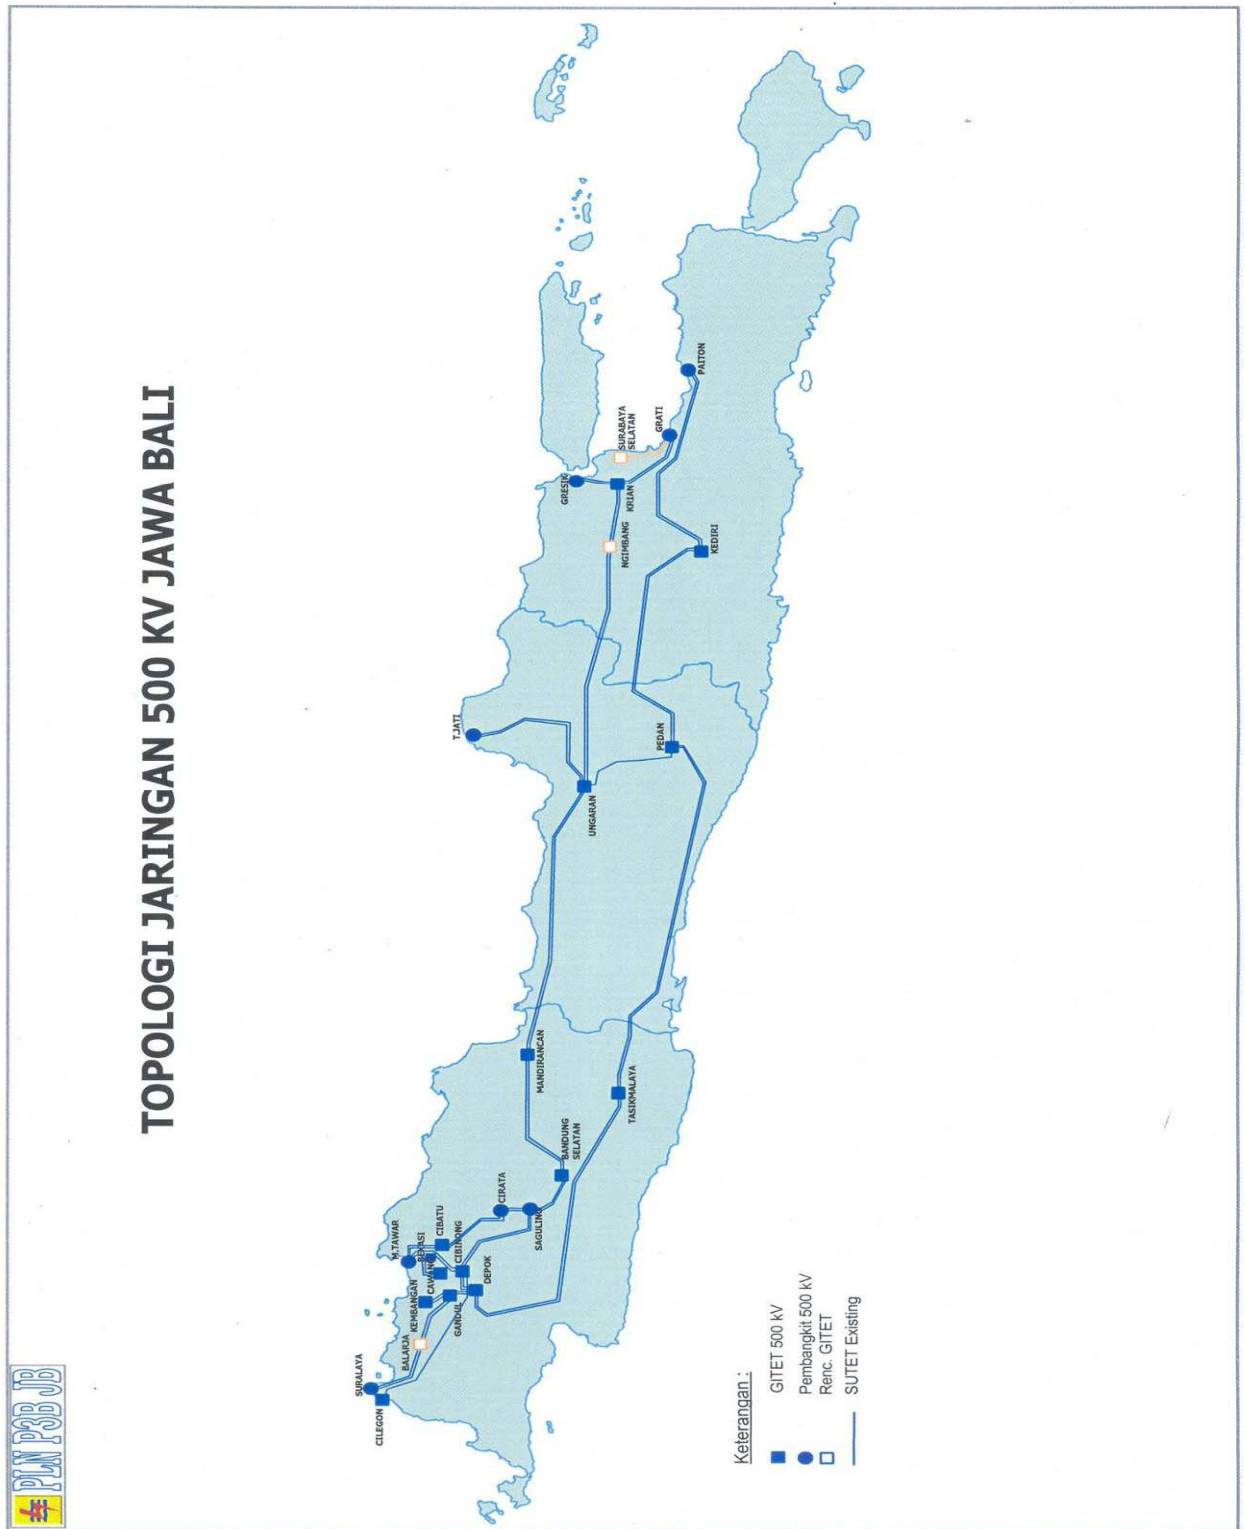 PLN P3B JB
TOPOLOGI JARINGAN 500 KV JAWA BALI
SURALAYA
CILEGON
BALARJA
KEMBANGAN
CAWANG
GANDUL
M.TAWAR
BEKASI
CIBATU
CIBINONG
DEPOK
CIRATA
SAGULING
BANDUNG
SELATAN
MANDIRANCAN
TASIKMALAYA
UNGARAN
T.JATI
PEDAN
NGIMBANG
KEDIRI
GRESIK
KRIAN
SURABAYA
SELATAN
GRATI
PAITON
Keterangan :
GITET 500 kV
Pembangkit 500 kV
Renc. GITET
SUTET Existing